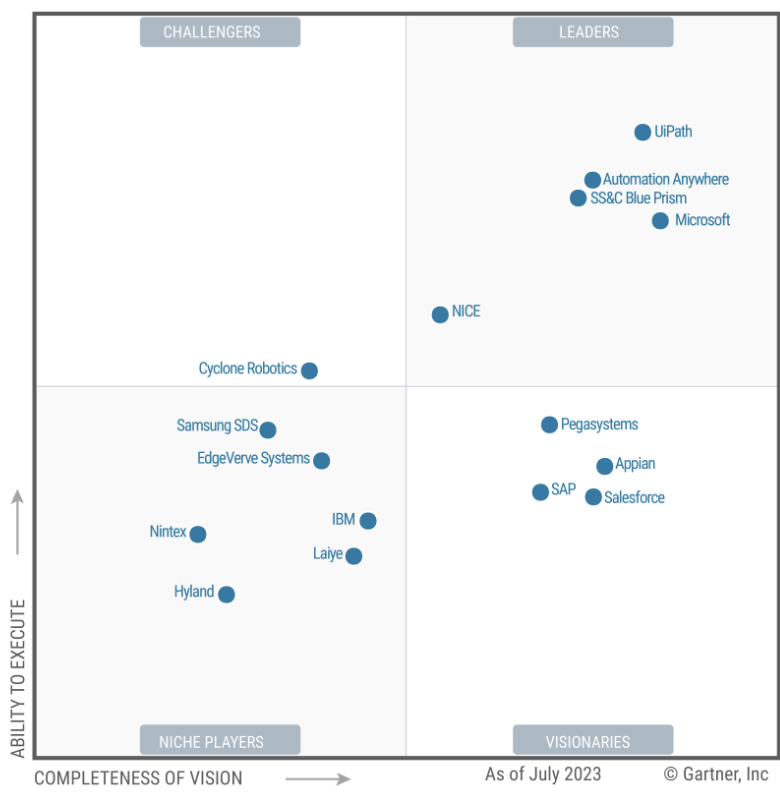 CHALLENGERS
LEADERS
UiPath
Automation Anywhere
SS&C Blue Prism
Microsoft
NICE
Cyclone Robotics
Samsung SDS
EdgeVerve Systems
IBM
Nintex
Laiye
Hyland
Pegasystems
Appian
SAP
Salesforce
NICHE PLAYERS
VISIONARIES
ABILITY TO EXECUTE
COMPLETENESS OF VISION
As of July 2023
© Gartner, Inc